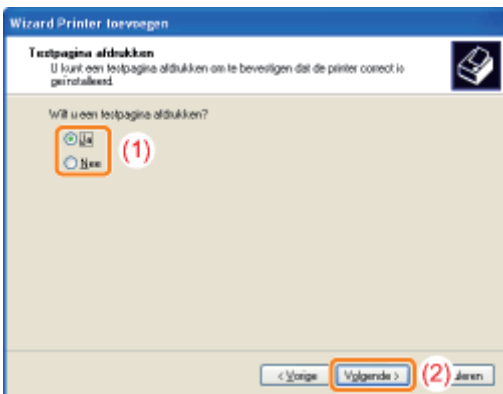 Wizard Printer toevoegen
Testpagina afdrukken
U kunt een testpagina afdrukken om te bevestigen dat de printer correct is
geïnstalleerd.
Wilt u een testpagina afdrukken?
Ja
(1)
Nee
< Vorige Volgende > (2)